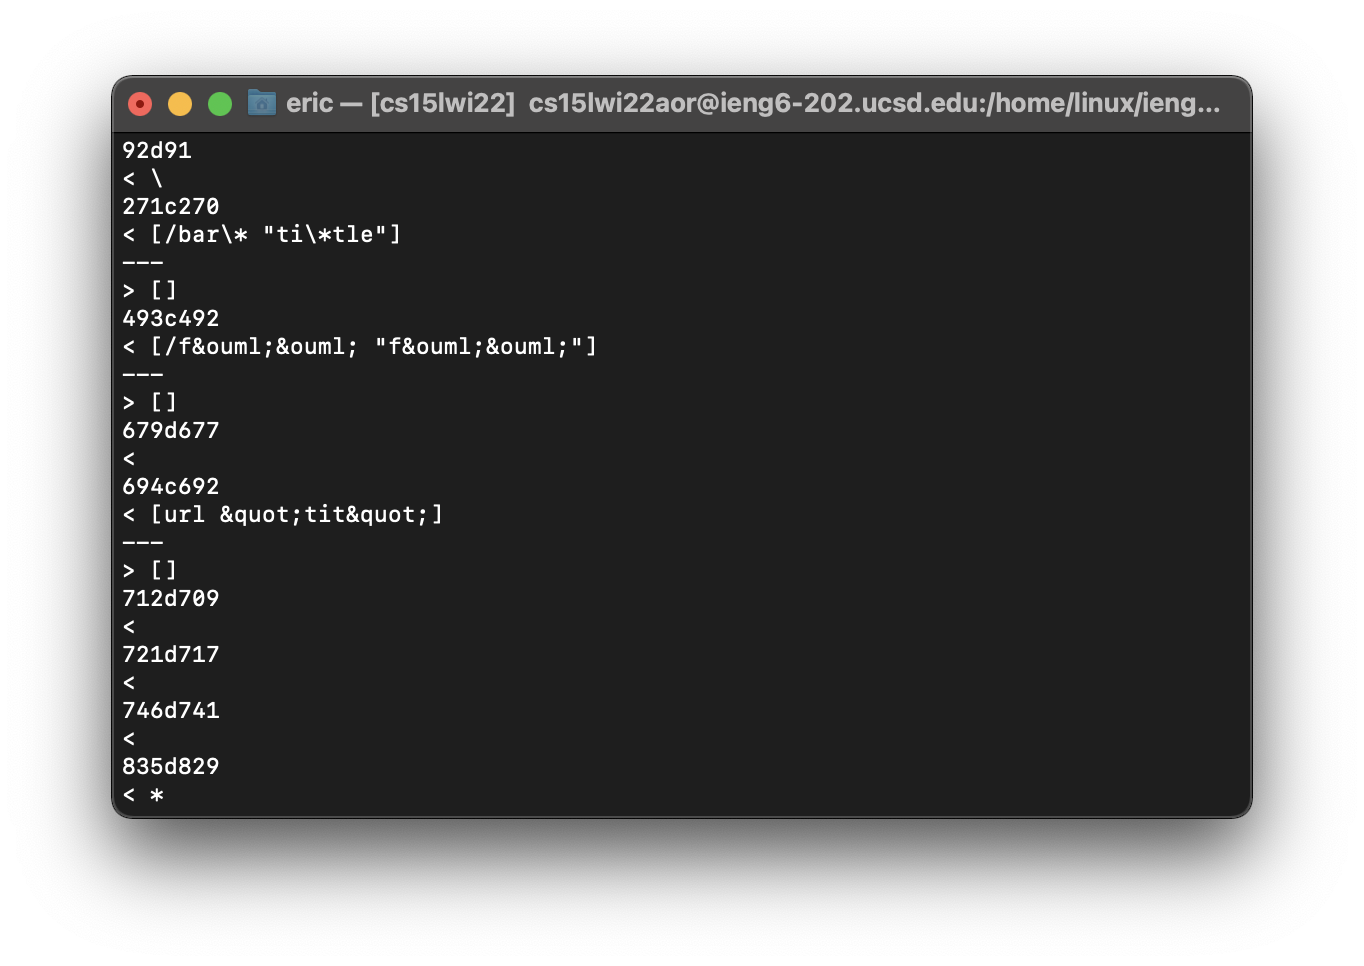 eric — [cs15lwi22] cs15lwi22aor@ieng6-202.ucsd.edu:/home/linux/ieng...
92d91
< \
271c270
< [/bar\* "ti\*tle"]
---
> []
493c492
< [/f&ouml;&ouml; "f&ouml;&ouml;"]
---
> []
679d677
<
694c692
< [url &quot;tit&quot;]
---
> []
712d709
<
721d717
<
746d741
<
835d829
< *